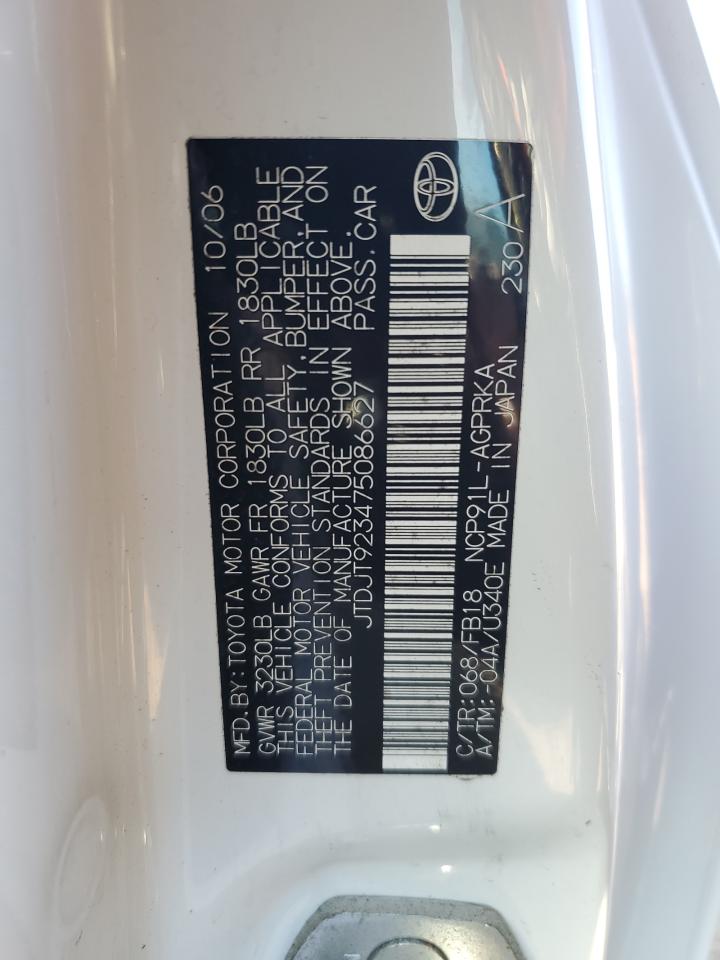 MFD. BY: TOYOTA MOTOR CORPORATION 10/06
GVWR 3230LB GAWR FR 1830LB RR 1830LB
THIS VEHICLE CONFORMS TO ALL APPLICABLE
FEDERAL MOTOR VEHICLE SAFETY, BUMPER, AND
THEFT PREVENTION STANDARDS IN EFFECT ON
THE DATE OF MANUFACTURE SHOWN ABOVE.
JTDJT923475086627 PASS. CAR
C/TR: 068/FB18 NCP91L-AGPRKA
A/TM: -04A/U340E MADE IN JAPAN 230 A